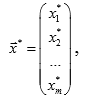 x₁*
x₂*
x⃗* =
...
xₘ* ,